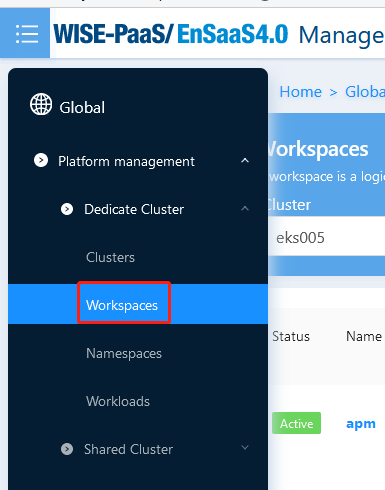 WISE-PaaS/ EnSaaS4.0 Manage
Global
Platform management
Dedicate Cluster
Clusters
Workspaces
Namespaces
Workloads
Shared Cluster
Home > Globa
Workspaces
workspace is a logic
Cluster
eks005
Status Name
Active apm